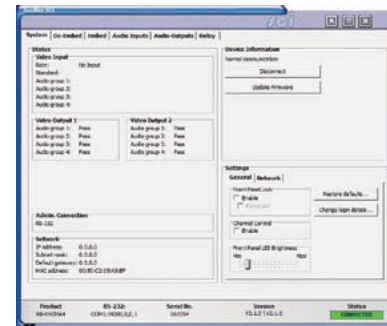 System De-Embed Embed Audio Inputs Audio Outputs Delay
Status
Video Input
Rate: No Input
Standard:
Audio group 1:
Audio group 2:
Audio group 3:
Audio group 4:
Video Output 1
Audio group 1: Pass
Audio group 2: Pass
Audio group 3: Pass
Audio group 4: Pass
Video Output 2
Audio group 1: Pass
Audio group 2: Pass
Audio group 3: Pass
Audio group 4: Pass
Admin. Connection
RS-232
Network
IP address: 0.0.0.0
Subnet mask: 0.0.0.0
Default gateway: 0.0.0.0
MAC address:
Device Information
Normal communication
Disconnect
Update Firmware
Settings
General Network
Front Panel Lock
Enable
Restore defaults...
Change login details...
Channel Control
Enable
Front Panel LED Brightness
Min Max
Product RS-232: Serial No. Version Status
CONNECTED